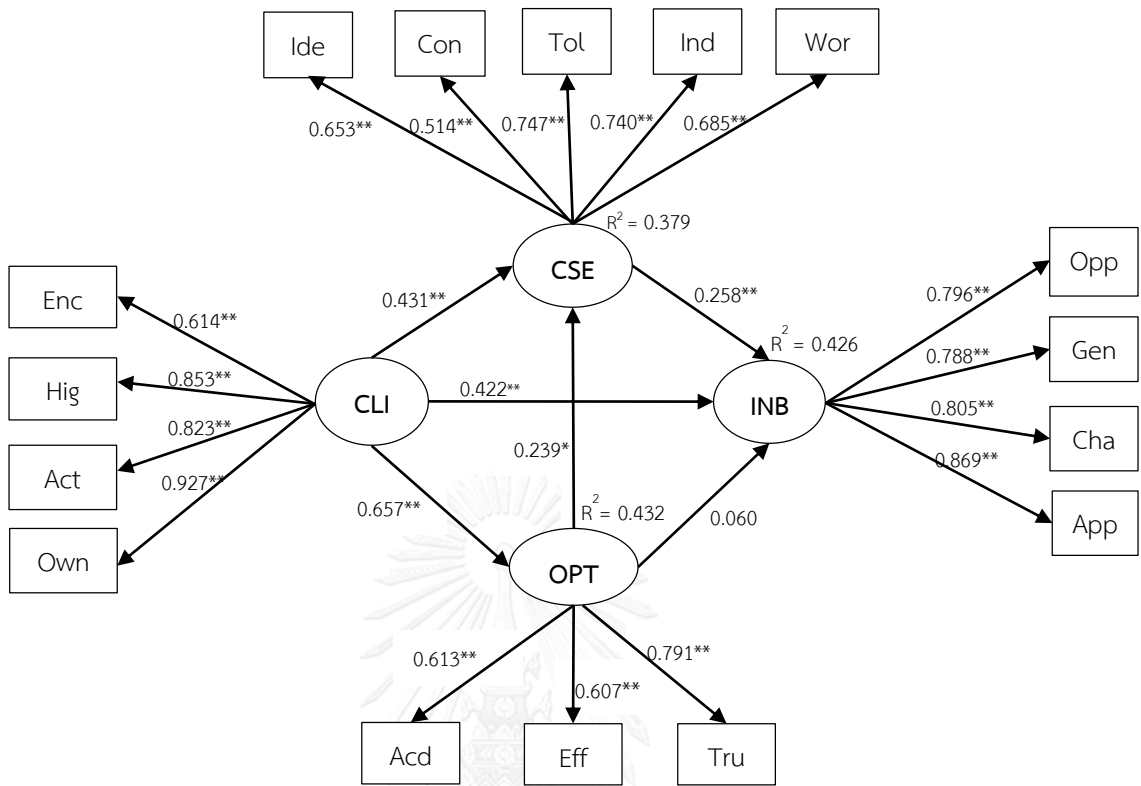 Ide
Con
Tol
Ind
Wor
0.653**
0.514**
0.747**
0.740**
0.685**
R² = 0.379
CSE
Enc
Hig
Act
Own
0.614**
0.853**
0.823**
0.927**
CLI
0.431**
0.422**
0.657**
0.239*
0.258**
0.060
R² = 0.426
INB
0.796**
0.788**
0.805**
0.869**
Opp
Gen
Cha
App
R² = 0.432
OPT
0.613**
0.607**
0.791**
Acd
Eff
Tru